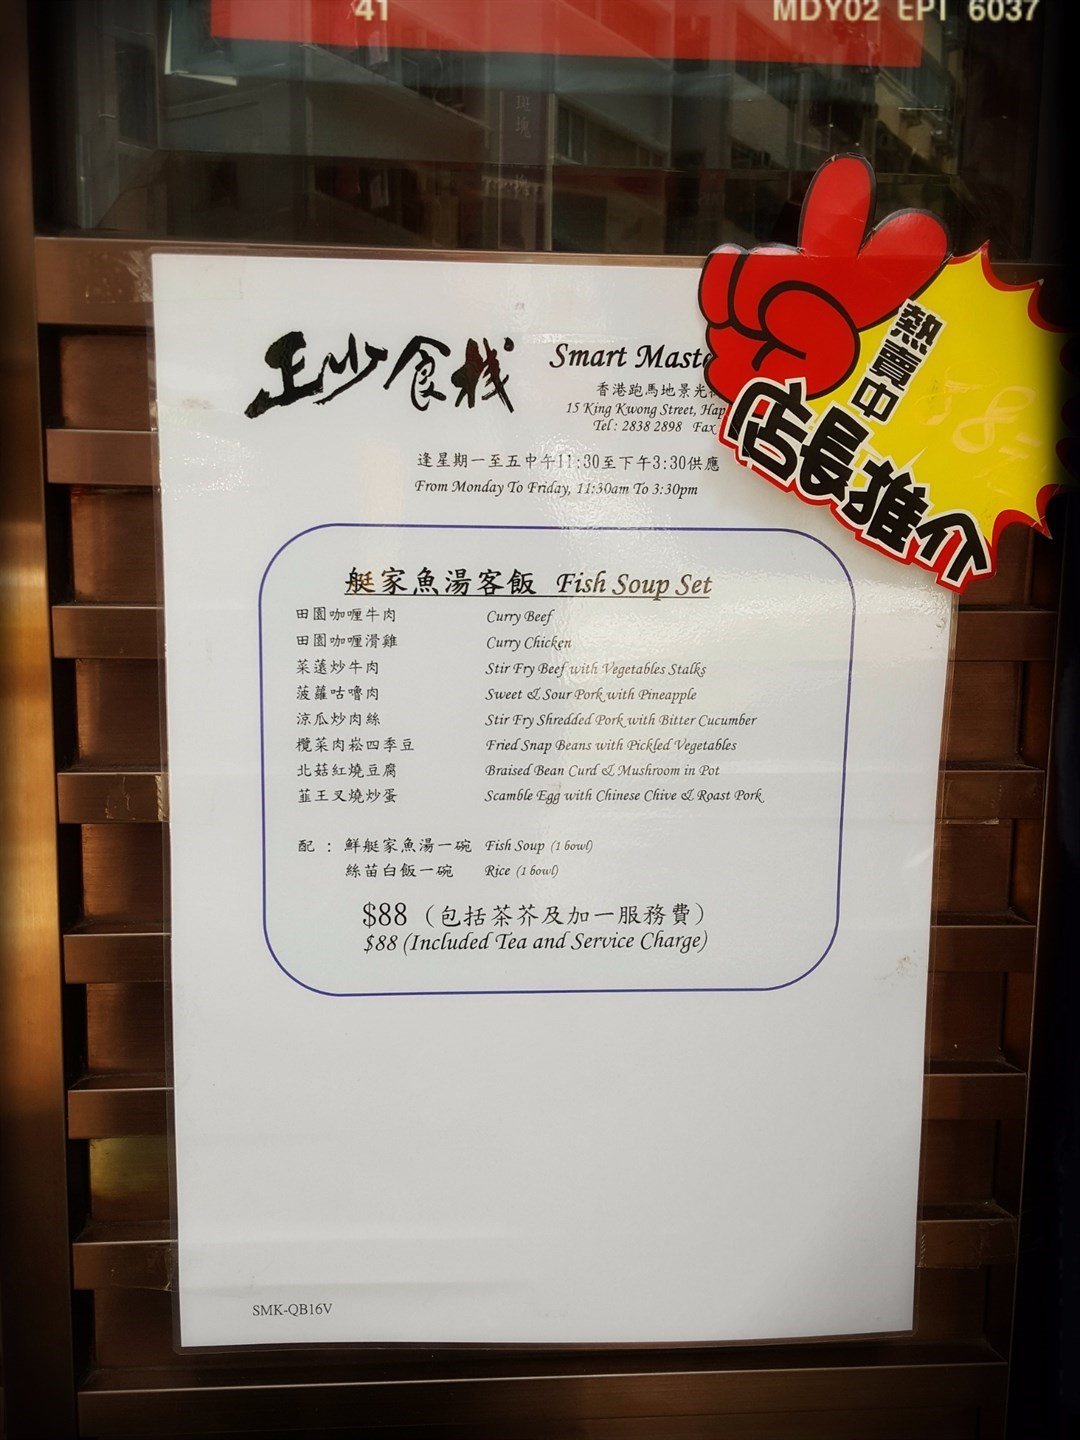 41
MDY02 EPI 6037
斑塊
正少食栈
Smart Maste
香港跑馬地景光
15 King Kwong Street, Hap
Tel : 2838 2898 Fax
逢星期一至五中午11:30至下午3:30供應
From Monday To Friday, 11:30am To 3:30pm
熱賣中
店長推介
艇家魚湯客飯 Fish Soup Set
田園咖喱牛肉 Curry Beef
田園咖喱滑雞 Curry Chicken
菜薳炒牛肉 Stir Fry Beef with Vegetables Stalks
菠蘿咕嚕肉 Sweet & Sour Pork with Pineapple
涼瓜炒肉絲 Stir Fry Shredded Pork with Bitter Cucumber
欖菜肉崧四季豆 Fried Snap Beans with Pickled Vegetables
北菇紅燒豆腐 Braised Bean Curd & Mushroom in Pot
韮王叉燒炒蛋 Scamble Egg with Chinese Chive & Roast Pork
配 : 鮮艇家魚湯一碗 Fish Soup (1 bowl)
絲苗白飯一碗 Rice (1 bowl)
$88 (包括茶芥及加一服務費)
$88 (Included Tea and Service Charge)
SMK-QB16V